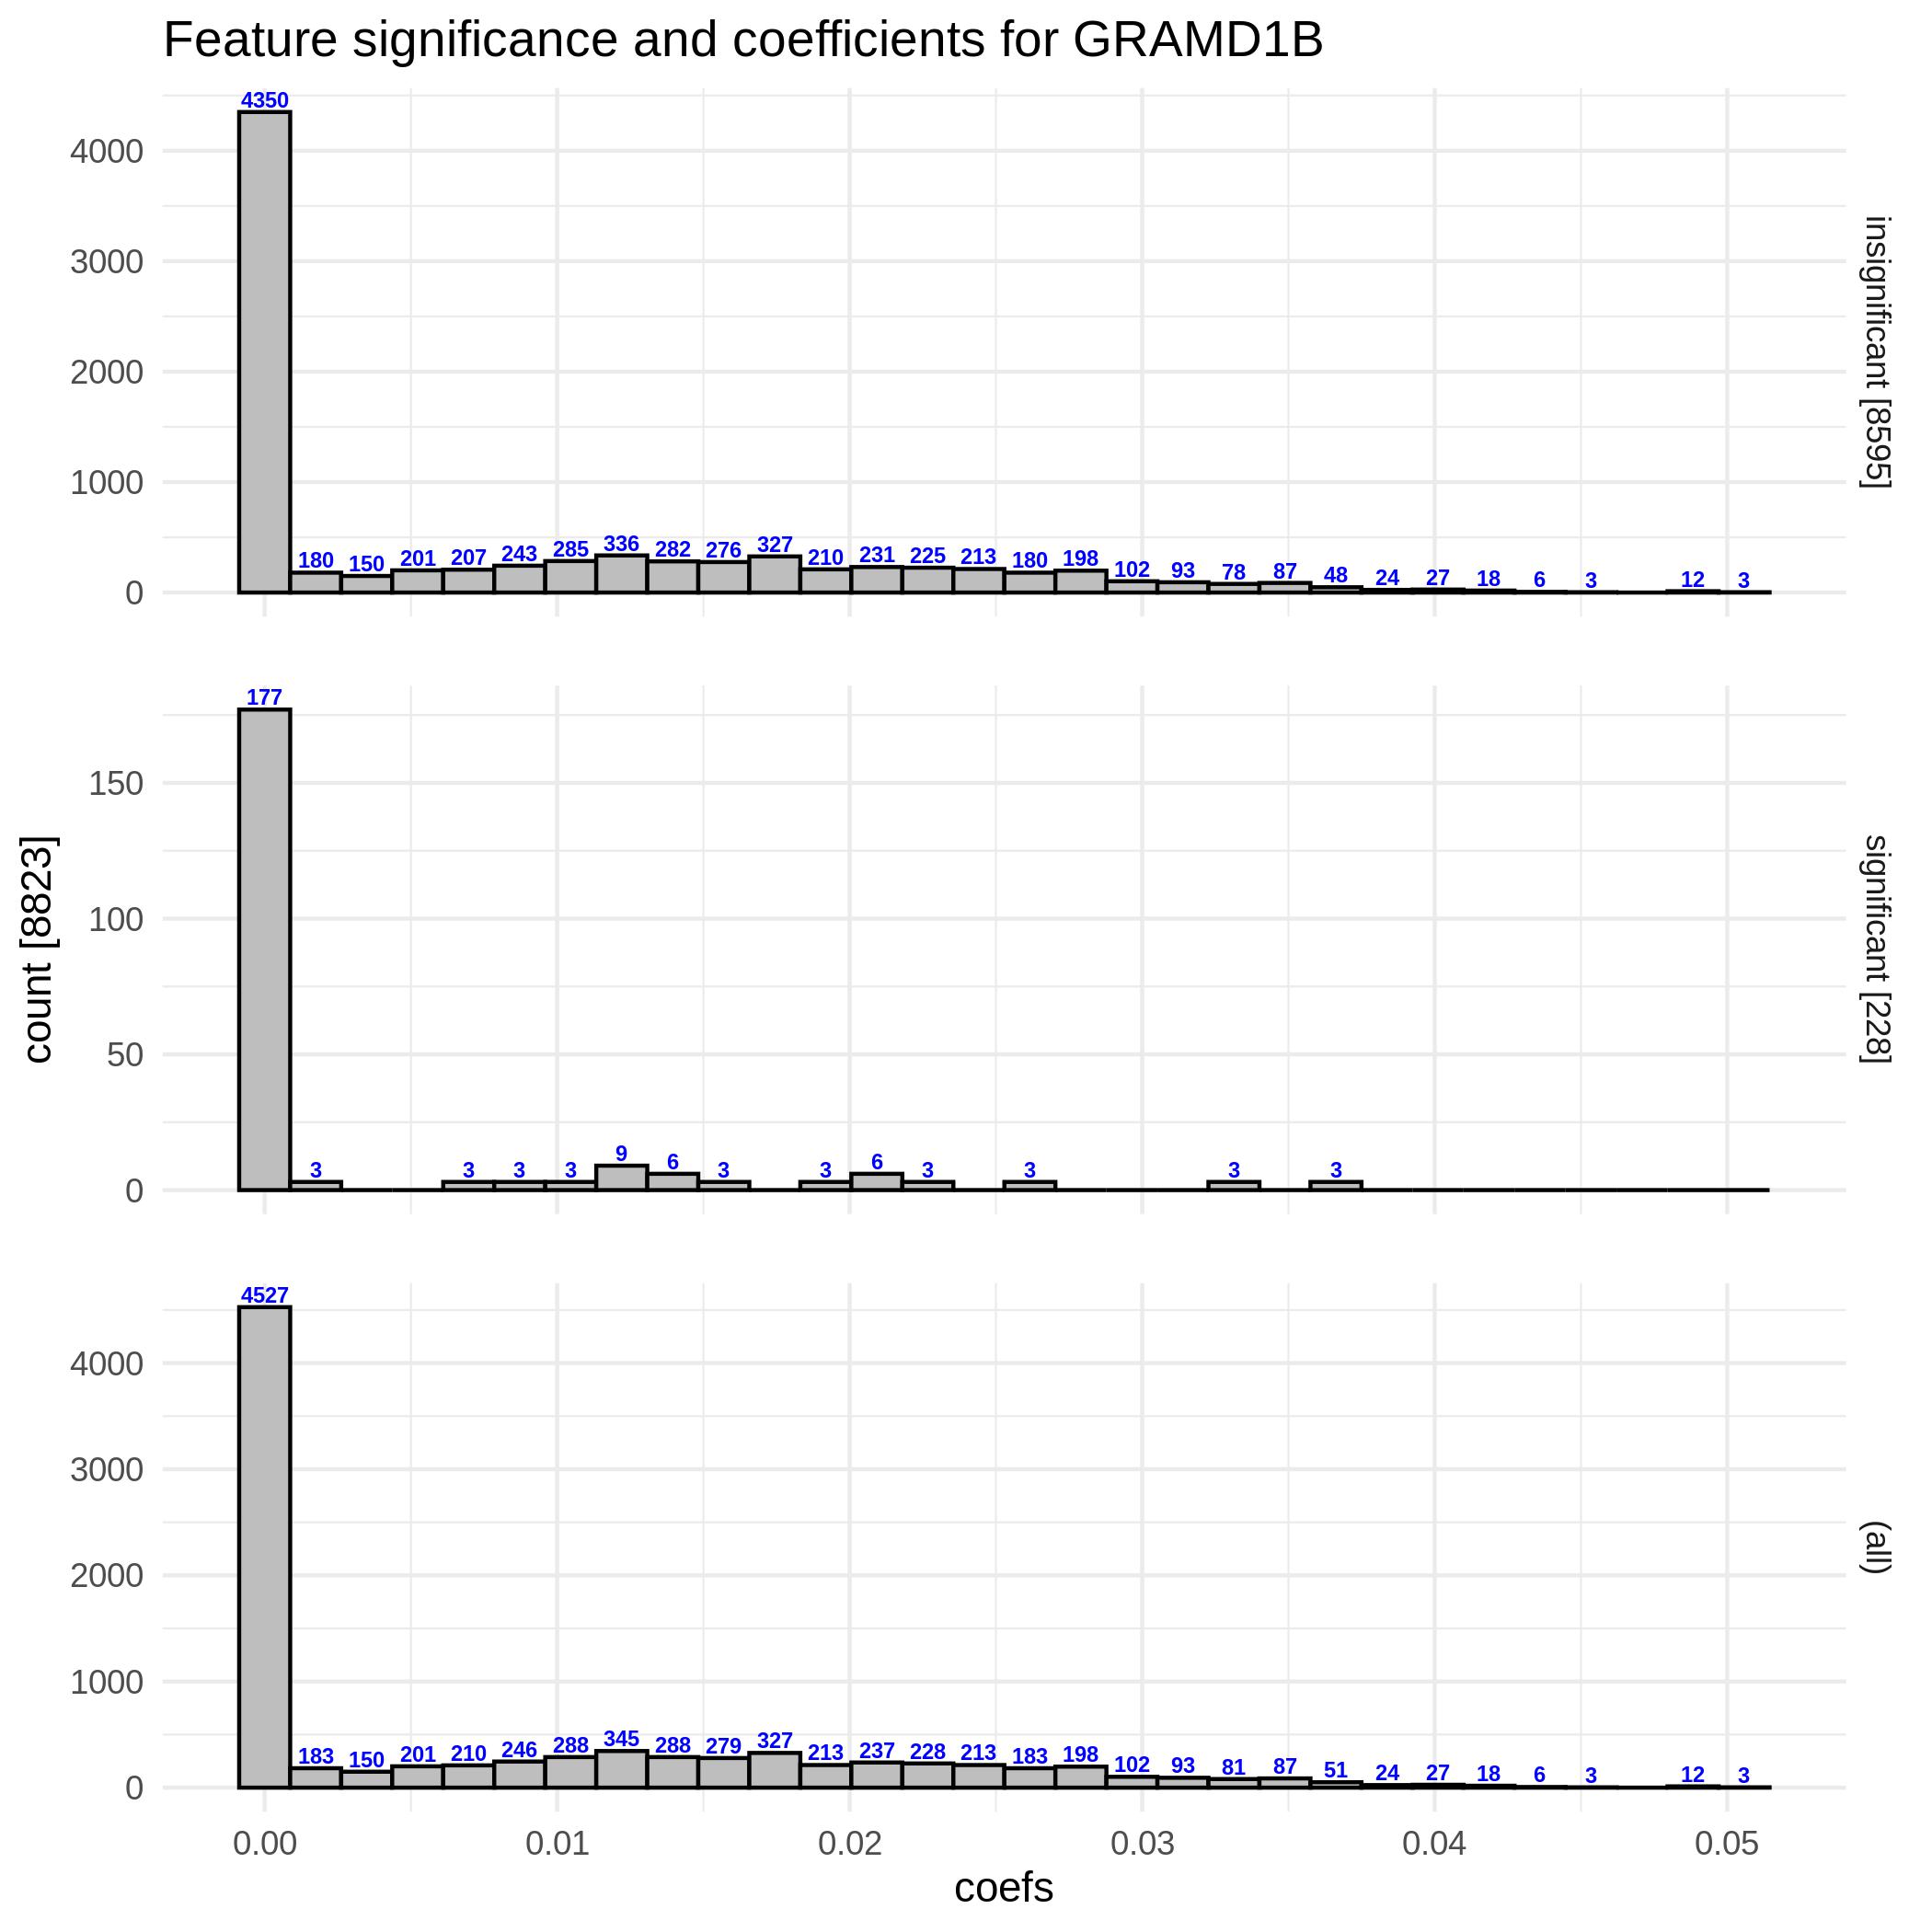 Feature significance and coefficients for GRAMD1B
4350
4000
3000
2000
1000
0
180 150 201 207 243 285 336 282 276 327 210 231 225 213 180 198 102 93 78 87 48 24 27 18 6 3 12 3
insignificant [8595]
177
150
100
50
0
3 3 3 3 9 6 3 3 6 3 3 3 3
significant [228]
count [8823]
4527
4000
3000
2000
1000
0
183 150 201 210 246 288 345 288 279 327 213 237 228 213 183 198 102 93 81 87 51 24 27 18 6 3 12 3
(all)
0.00 0.01 0.02 0.03 0.04 0.05
coefs